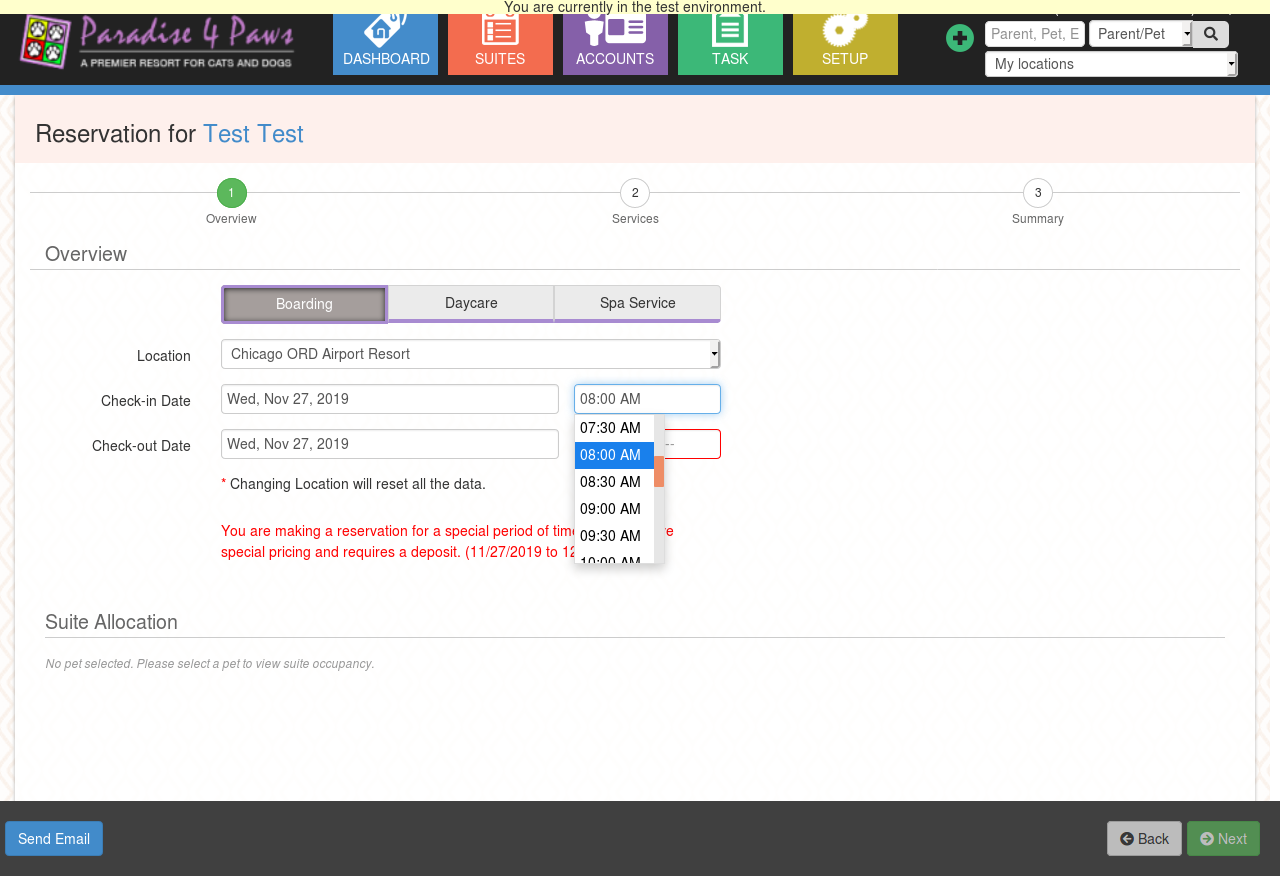 You are currently in the test environment.
Paradise 4 Paws
A PREMIER RESORT FOR CATS AND DOGS
DASHBOARD
SUITES
ACCOUNTS
TASK
SETUP
Parent, Pet, E
Parent/Pet
My locations
Reservation for Test Test
1
2
3
Overview
Services
Summary
Overview
Boarding
Daycare
Spa Service
Location
Chicago ORD Airport Resort
Check-in Date
Wed, Nov 27, 2019
08:00 AM
Check-out Date
Wed, Nov 27, 2019
--
07:30 AM
08:00 AM
08:30 AM
09:00 AM
09:30 AM
10:00 AM
* Changing Location will reset all the data.
You are making a reservation for a special period of
special pricing and requires a deposit. (11/27/2019 to
Suite Allocation
No pet selected. Please select a pet to view suite occupancy.
Send Email
Back
Next